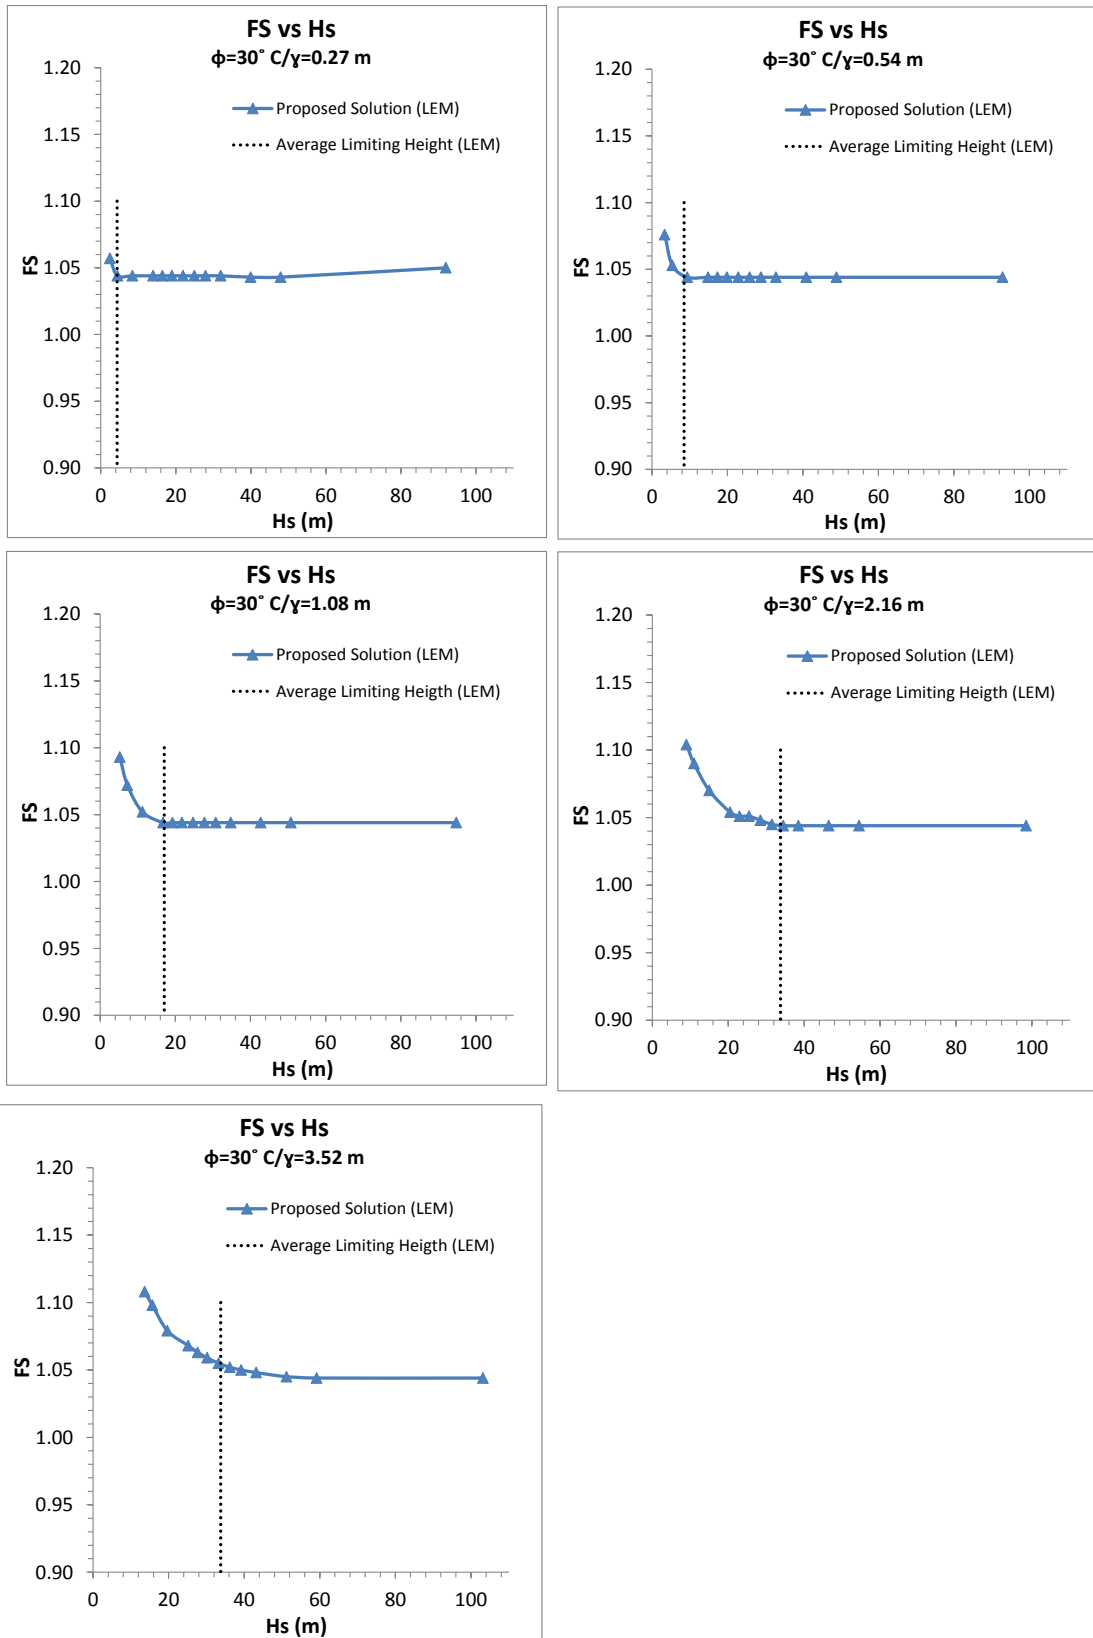 FS vs Hs
ϕ=30° C/ɣ=0.27 m
1.20
1.15
1.10
1.05
1.00
0.95
0.90
FS
Proposed Solution (LEM)
Average Limiting Height (LEM)
0 20 40 60 80 100
Hs (m)
FS vs Hs
ϕ=30° C/ɣ=0.54 m
1.20
1.15
1.10
1.05
1.00
0.95
0.90
FS
Proposed Solution (LEM)
Average Limiting Height (LEM)
0 20 40 60 80 100
Hs (m)
FS vs Hs
ϕ=30° C/ɣ=1.08 m
1.20
1.15
1.10
1.05
1.00
0.95
0.90
FS
Proposed Solution (LEM)
Average Limiting Heigth (LEM)
0 20 40 60 80 100
Hs (m)
FS vs Hs
ϕ=30° C/ɣ=2.16 m
1.20
1.15
1.10
1.05
1.00
0.95
0.90
FS
Proposed Solution (LEM)
Average Limiting Heigth (LEM)
0 20 40 60 80 100
Hs (m)
FS vs Hs
ϕ=30° C/ɣ=3.52 m
1.20
1.15
1.10
1.05
1.00
0.95
0.90
FS
Proposed Solution (LEM)
Average Limiting Heigth (LEM)
0 20 40 60 80 100
Hs (m)